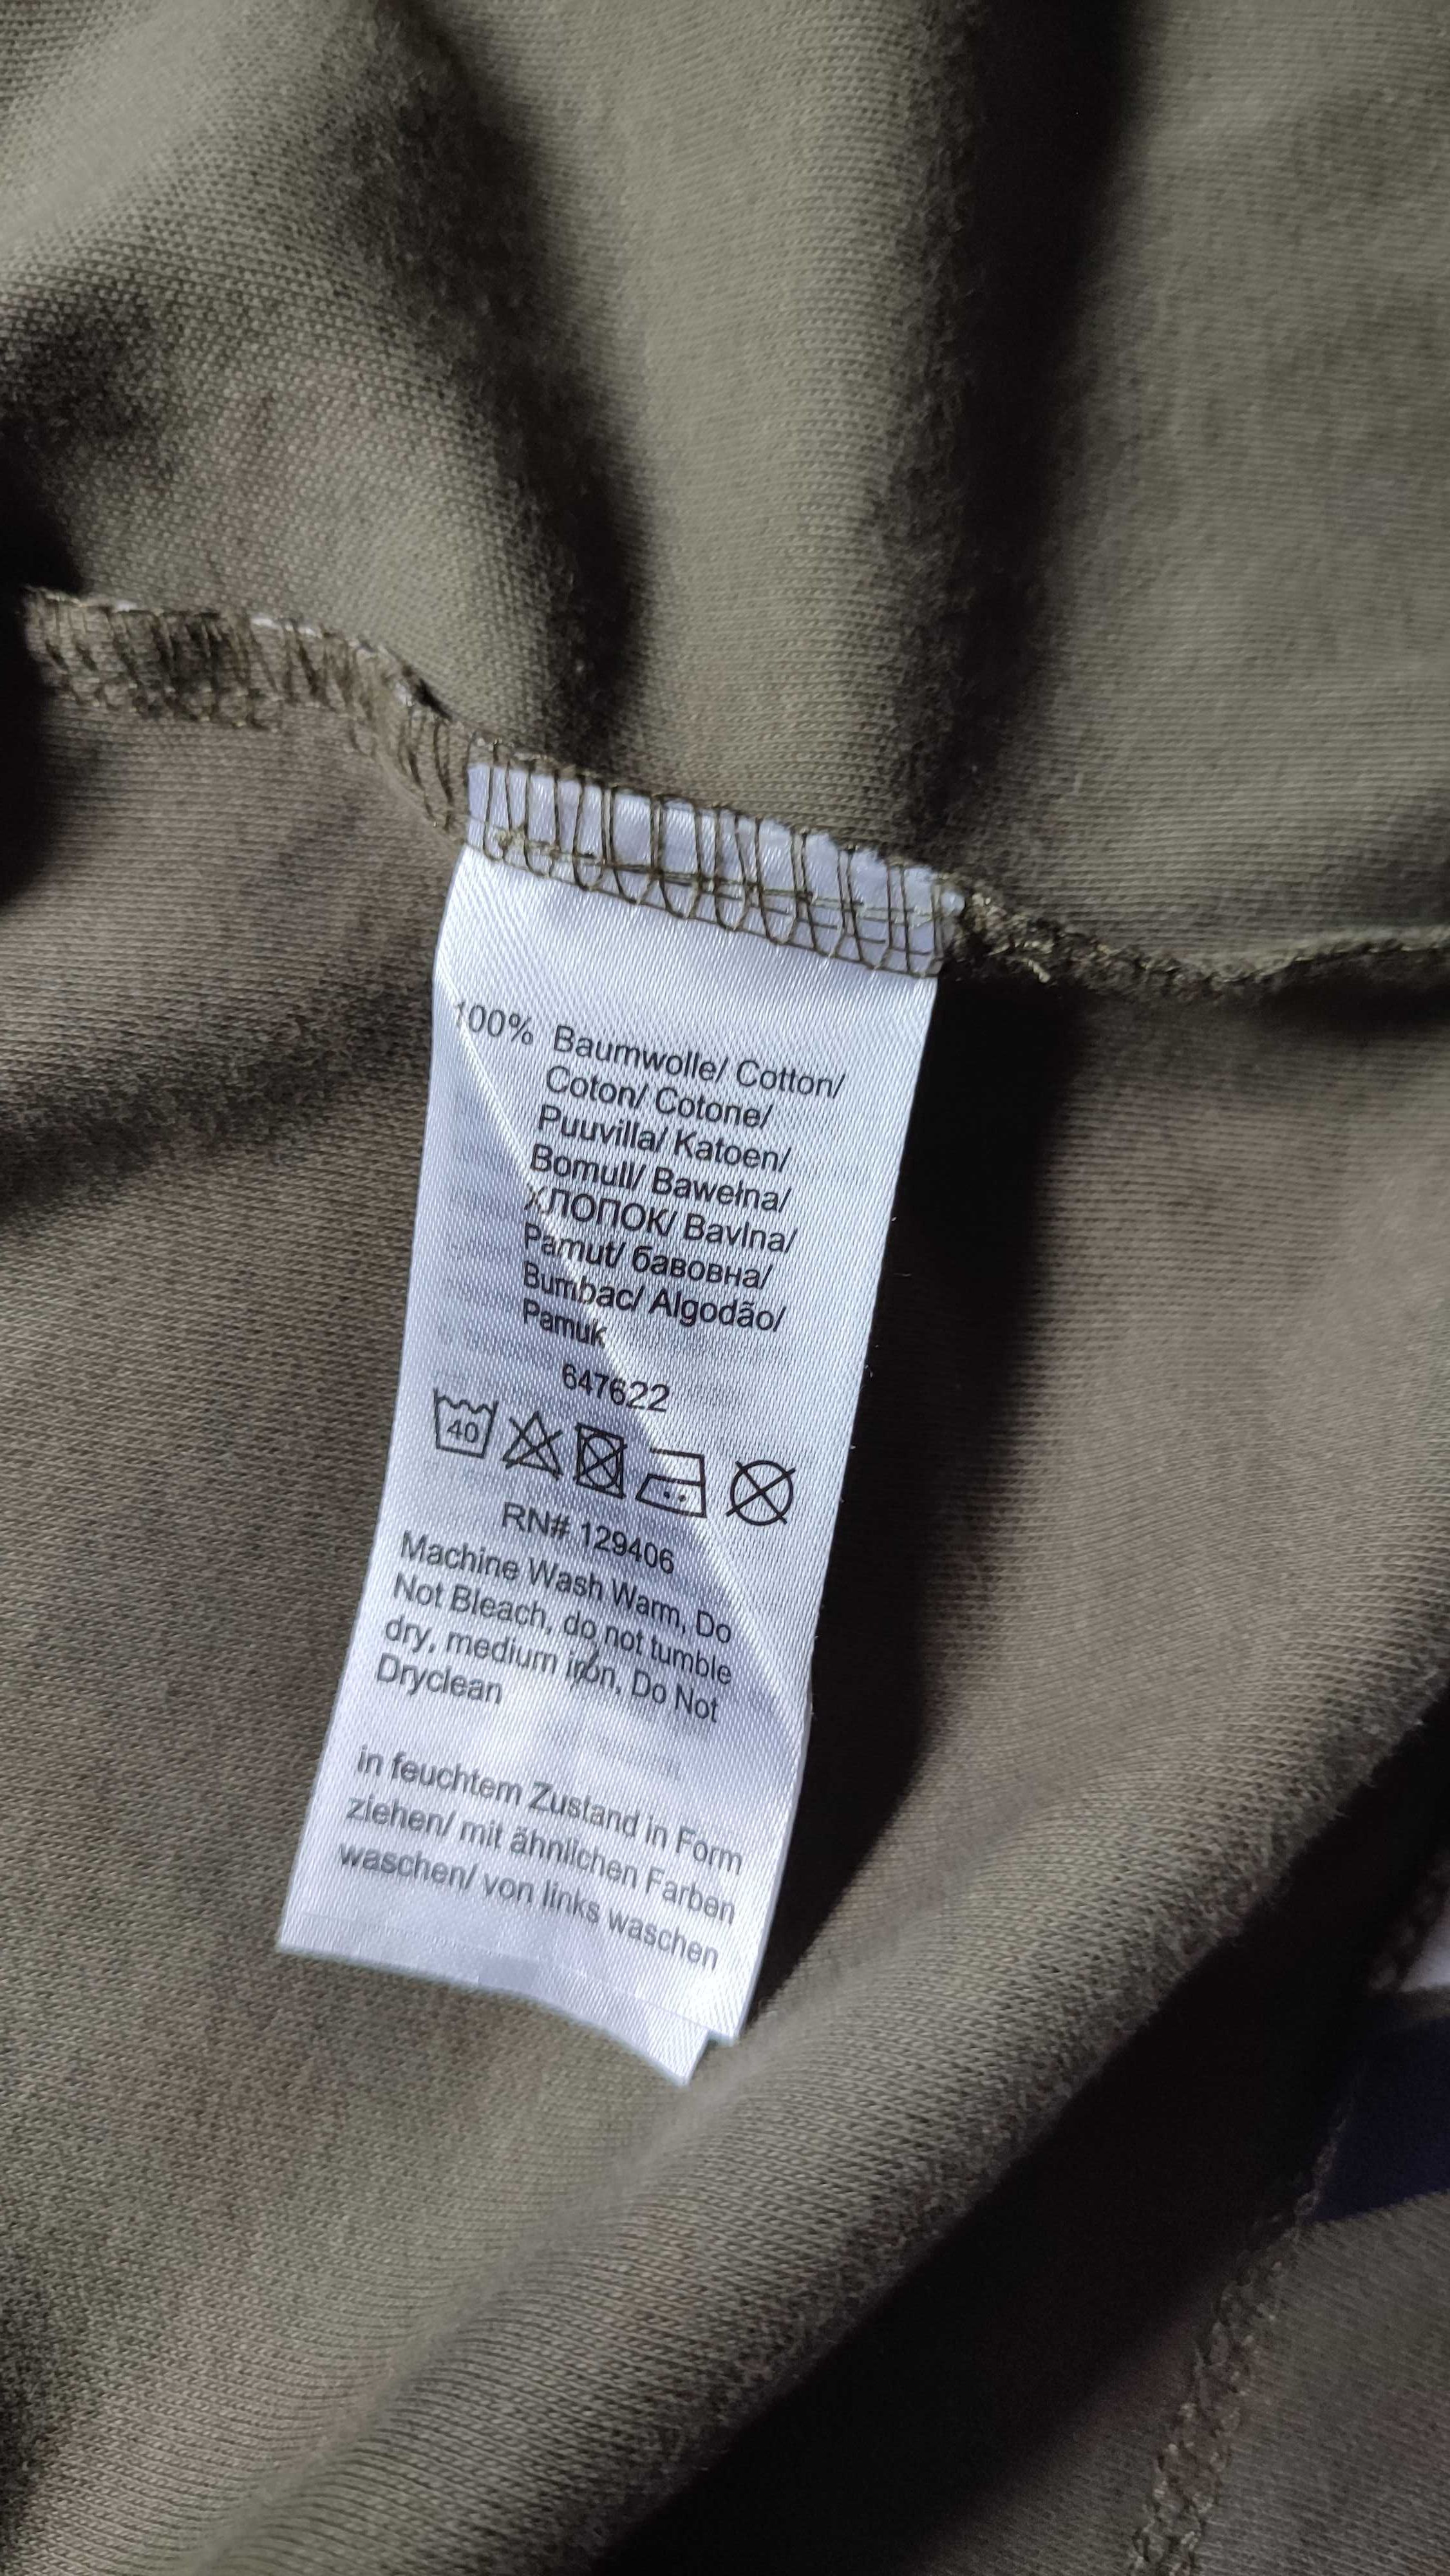 100% Baumwolle/ Cotton/
Coton/ Cotone/
Puuvilla/ Katoen/
Bomull/ Bawełna/
ХЛОПОК/ Bavlna/
Pamut/ бавовна/
Bumbac/ Algodão/
Pamuk
647622
40
RN# 129406
Machine Wash Warm, Do
Not Bleach, do not tumble
dry, medium iron, Do Not
Dryclean
in feuchtem Zustand in Form
ziehen/ mit ähnlichen Farben
waschen/ von links waschen